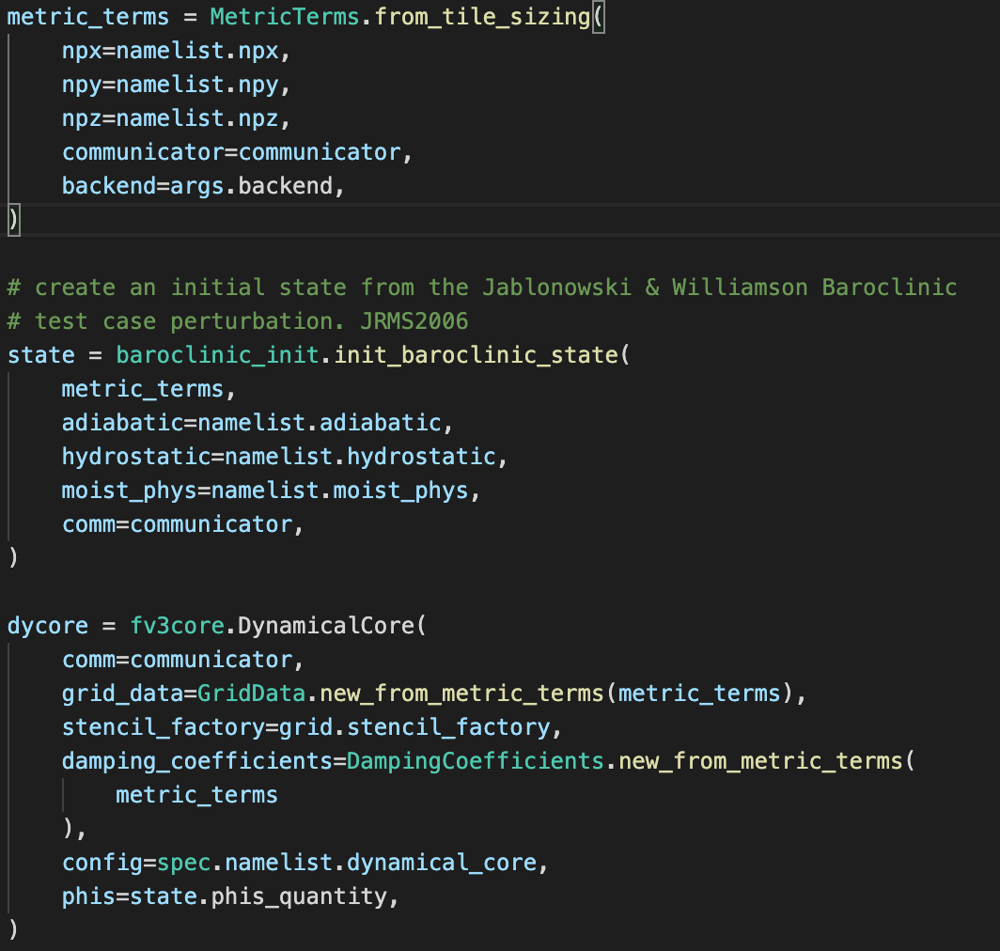 metric_terms = MetricTerms.from_tile_sizing(
    npx=namelist.npx,
    npy=namelist.npy,
    npz=namelist.npz,
    communicator=communicator,
    backend=args.backend,
)

# create an initial state from the Jablonowski & Williamson Baroclinic
# test case perturbation. JRMS2006
state = baroclinic_init.init_baroclinic_state(
    metric_terms,
    adiabatic=namelist.adiabatic,
    hydrostatic=namelist.hydrostatic,
    moist_phys=namelist.moist_phys,
    comm=communicator,
)

dycore = fv3core.DynamicalCore(
    comm=communicator,
    grid_data=GridData.new_from_metric_terms(metric_terms),
    stencil_factory=grid.stencil_factory,
    damping_coefficients=DampingCoefficients.new_from_metric_terms(
        metric_terms
    ),
    config=spec.namelist.dynamical_core,
    phis=state.phis_quantity,
)